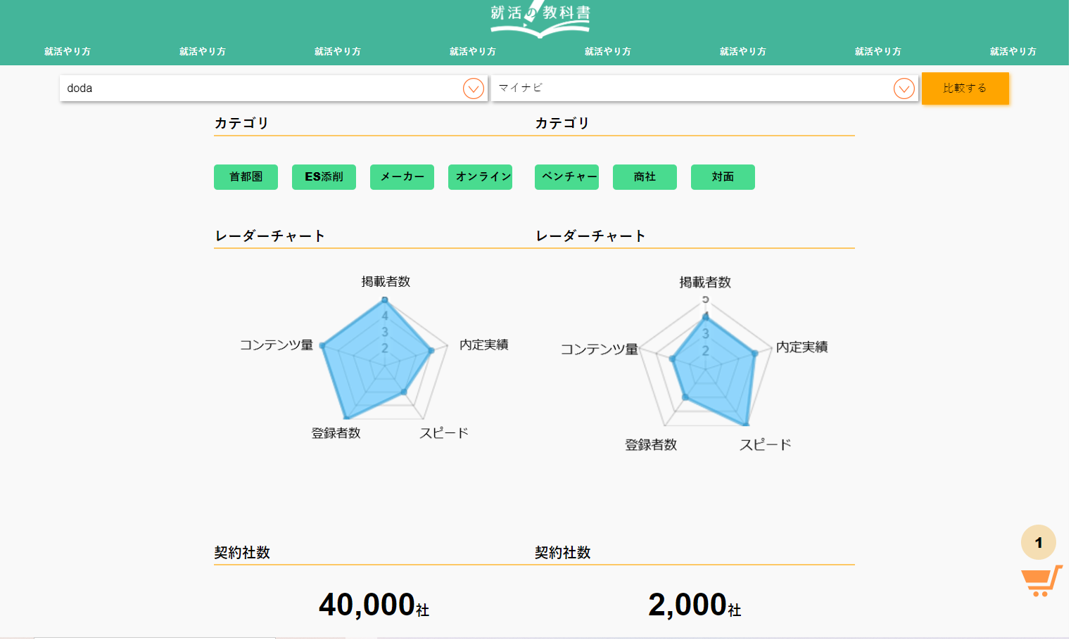 就活の教科書
就活やり方 就活やり方 就活やり方 就活やり方 就活やり方 就活やり方 就活やり方 就活やり方
doda マイナビ 比較する
カテゴリ カテゴリ
首都圏 ES添削 メーカー オンライン ベンチャー 商社 対面
レーダーチャート レーダーチャート
掲載者数 掲載者数
5 5
4 4
3 3
2 2
コンテンツ量 内定実績 コンテンツ量 内定実績
登録者数 スピード 登録者数 スピード
1
契約社数 契約社数
40,000社 2,000社